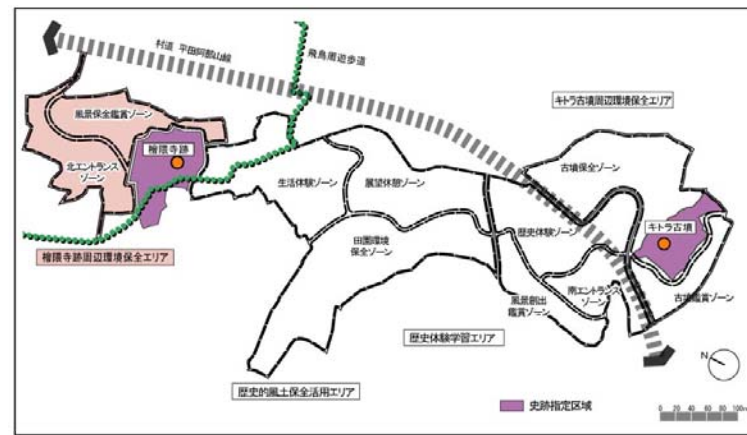 村道 平田阿部山線
飛鳥周遊歩道
キトラ古墳周辺環境保全エリア
風景保全鑑賞ゾーン
檜隈寺跡
北エントランス
ゾーン
古墳保全ゾーン
生活体験ゾーン
展望休憩ゾーン
キトラ古墳
歴史体験ゾーン
田園環境
保全ゾーン
檜隈寺跡周辺環境保全エリア
南エントランス
ゾーン
古墳鑑賞ゾーン
風景創出
鑑賞ゾーン
歴史体験学習エリア
歴史的風土保全活用エリア
N
史跡指定区域
0 20 40 60 80 100m